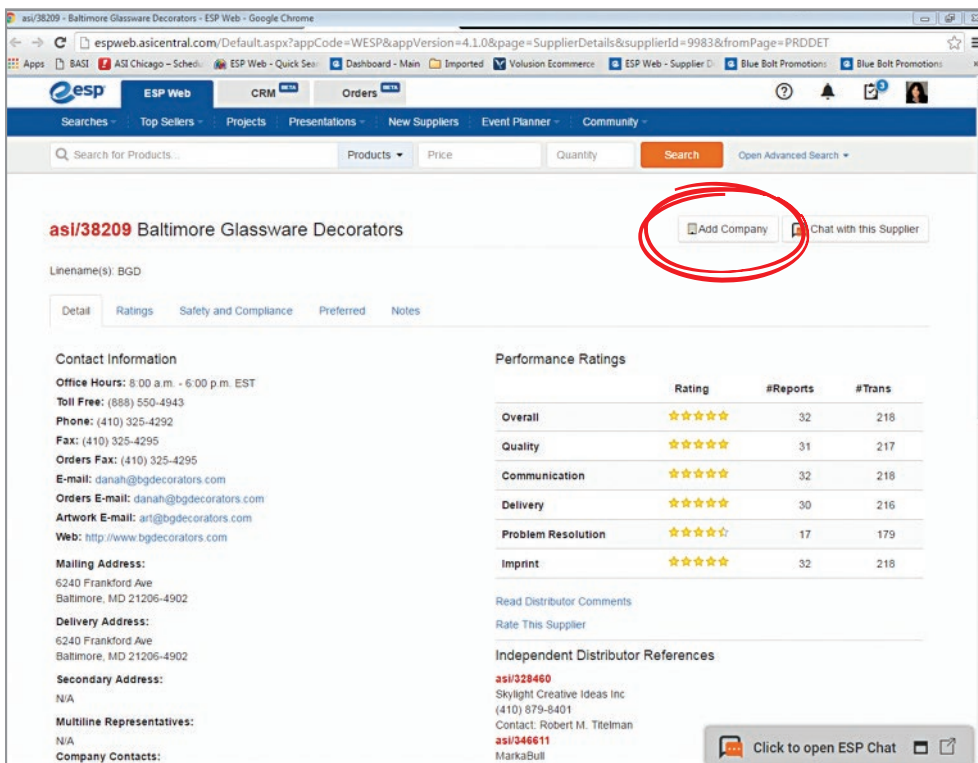 asi/38209 - Baltimore Glassware Decorators - ESP Web - Google Chrome
espweb.asicentral.com/Default.aspx?appCode=WESP&appVersion=4.1.0&page=SupplierDetails&supplierId=9983&fromPage=PRDDET
Apps BASI ASI Chicago – Schedu ESP Web - Quick Sear Dashboard - Main Imported Volusion Ecommerce ESP Web - Supplier D Blue Bolt Promotions Blue Bolt Promotions
esp ESP Web CRM BETA Orders BETA 3
Searches Top Sellers Projects Presentations New Suppliers Event Planner Community
Search for Products... Products Price Quantity Search Open Advanced Search
asi/38209 Baltimore Glassware Decorators
Add Company Chat with this Supplier
Linename(s): BGD
Detail Ratings Safety and Compliance Preferred Notes
Contact Information
Office Hours: 8:00 a.m. - 6:00 p.m. EST
Toll Free: (888) 550-4943
Phone: (410) 325-4292
Fax: (410) 325-4295
Orders Fax: (410) 325-4295
E-mail: danah@bgdecorators.com
Orders E-mail: danah@bgdecorators.com
Artwork E-mail: art@bgdecorators.com
Web: http://www.bgdecorators.com
Mailing Address:
6240 Frankford Ave
Baltimore, MD 21206-4902
Delivery Address:
6240 Frankford Ave
Baltimore, MD 21206-4902
Secondary Address:
N/A
Multiline Representatives:
N/A
Company Contacts:
Performance Ratings
Rating #Reports #Trans
Overall 32 218
Quality 31 217
Communication 32 218
Delivery 30 216
Problem Resolution 17 179
Imprint 32 218
Read Distributor Comments
Rate This Supplier
Independent Distributor References
asi/328460
Skylight Creative Ideas Inc
(410) 879-8401
Contact: Robert M. Titelman
asi/346611
MarkaBull
Click to open ESP Chat